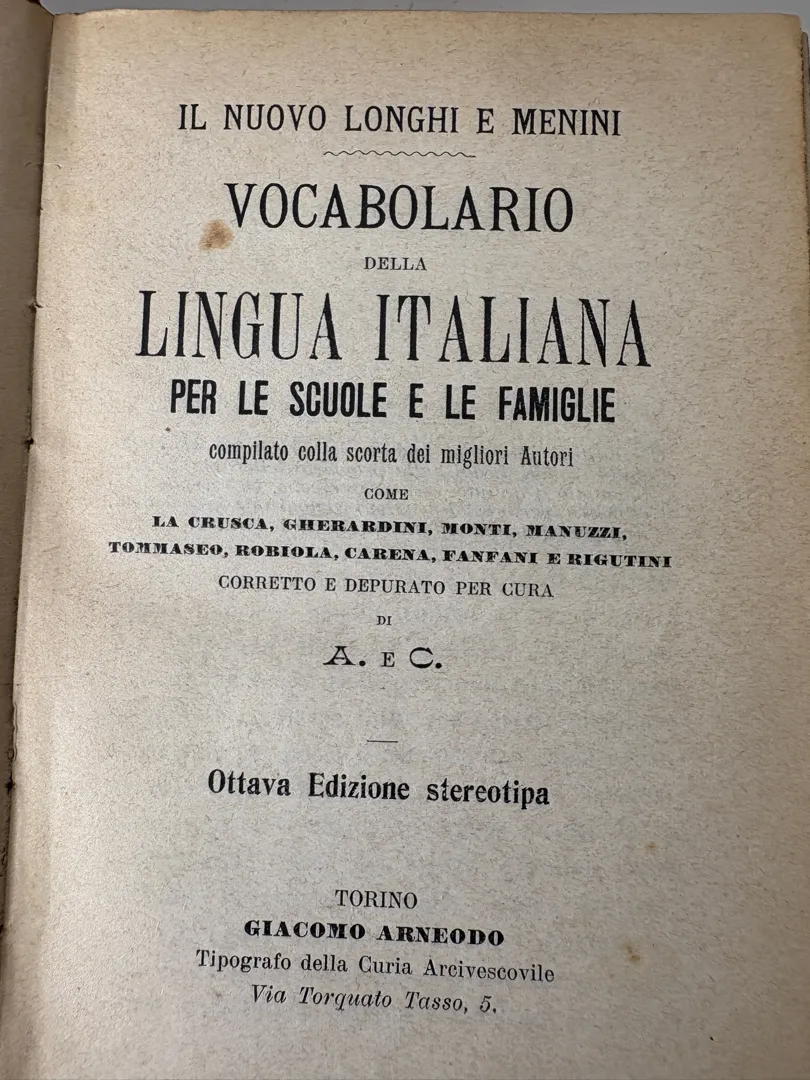 IL NUOVO LONGHI E MENINI
VOCABOLARIO
DELLA
LINGUA ITALIANA
PER LE SCUOLE E LE FAMIGLIE
compilato colla scorta dei migliori Autori
COME
LA CRUSCA, GHERARDINI, MONTI, MANUZZI,
TOMMASEO, ROBIOLA, CARENA, FANFANI E RIGUTINI
CORRETTO E DEPURATO PER CURA
DI
A. E C.
Ottava Edizione stereotipa
TORINO
GIACOMO ARNEODO
Tipografo della Curia Arcivescovile
Via Torquato Tasso, 5.